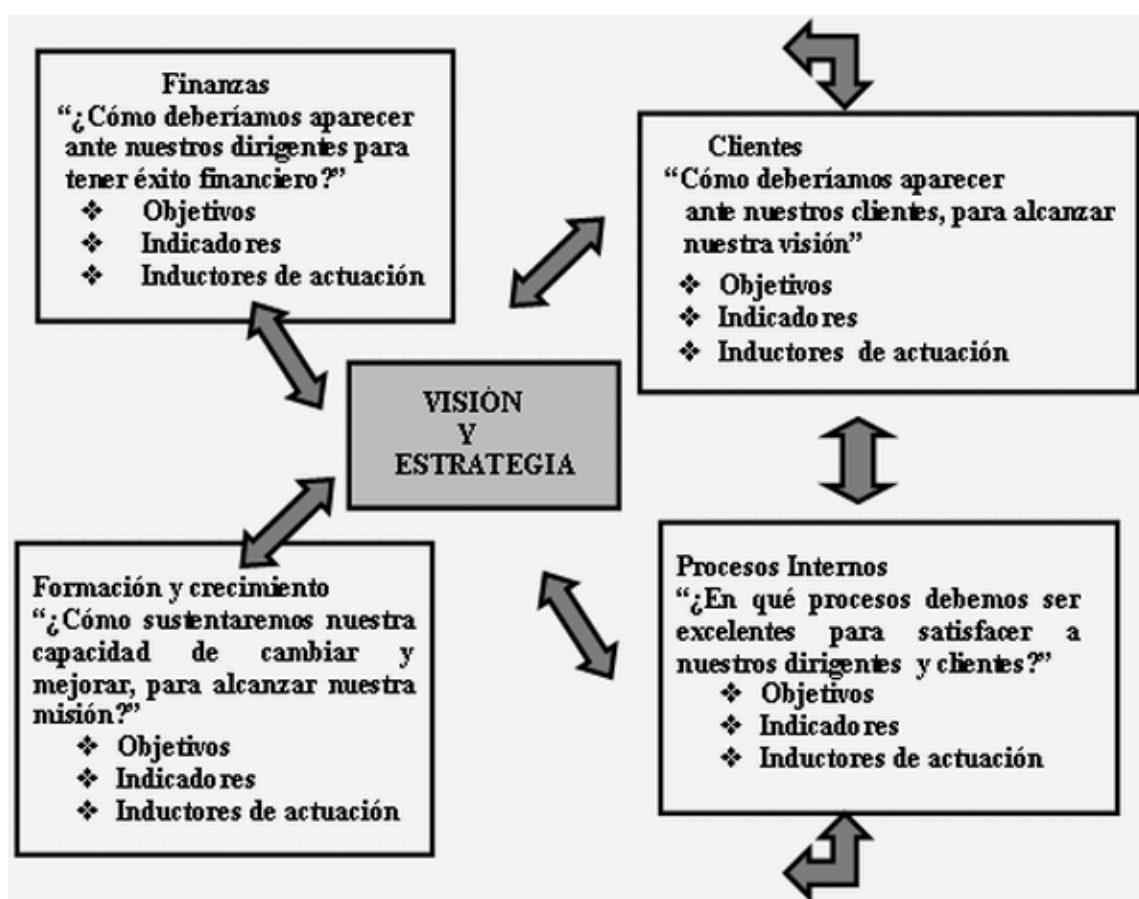 Finanzas
“¿Cómo deberíamos aparecer
ante nuestros dirigentes para
tener éxito financiero?”
❖ Objetivos
❖ Indicadores
❖ Inductores de actuación
Clientes
“Cómo deberíamos aparecer
ante nuestros clientes, para alcanzar
nuestra visión”
❖ Objetivos
❖ Indicadores
❖ Inductores de actuación
VISIÓN
Y
ESTRATEGIA
Formación y crecimiento
“¿Cómo sustentaremos nuestra
capacidad de cambiar y
mejorar, para alcanzar nuestra
misión?”
❖ Objetivos
❖ Indicadores
❖ Inductores de actuación
Procesos Internos
“¿En qué procesos debemos ser
excelentes para satisfacer a
nuestros dirigentes y clientes?”
❖ Objetivos
❖ Indicadores
❖ Inductores de actuación